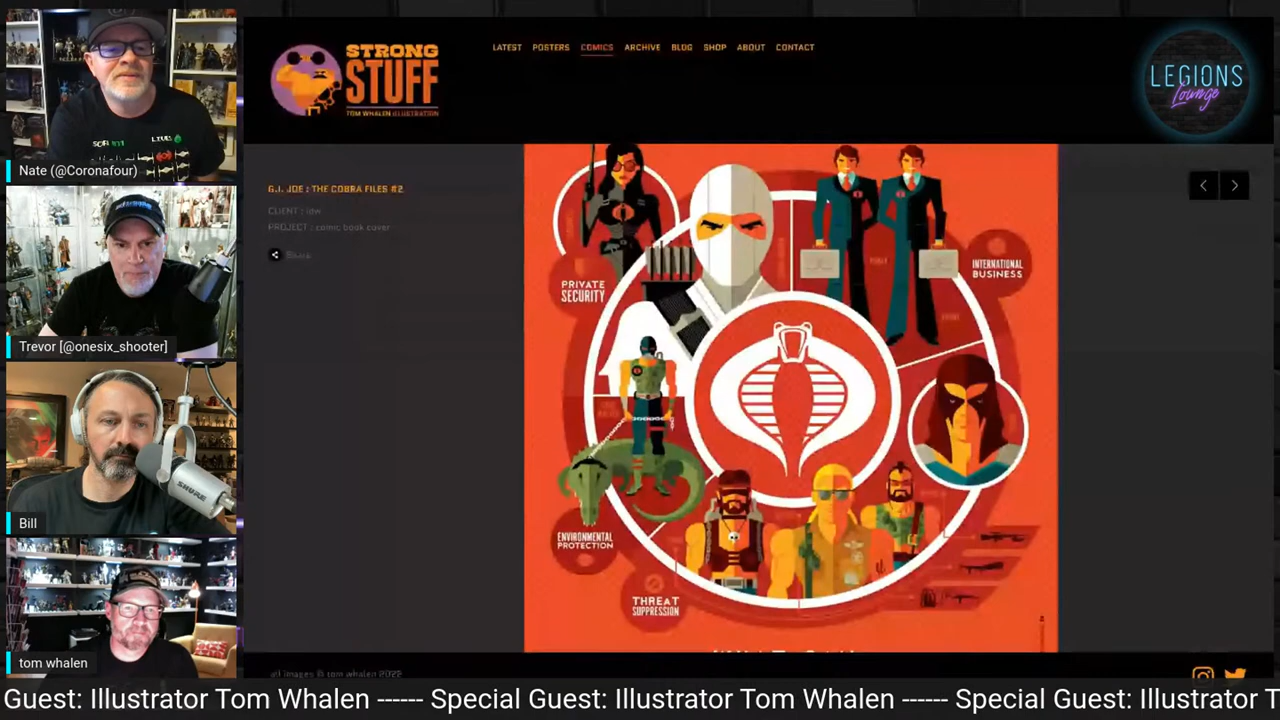 Nate (@Coronafour)
Trevor [@onesix_shooter]
Bill
SHURE
tom whalen
STRONG
STUFF
TOM WHALEN ILLUSTRATION
LATEST POSTERS COMICS ARCHIVE BLOG SHOP ABOUT CONTACT
LEGIONS
Lounge
G.I. JOE : THE COBRA FILES #2
CLIENT : idw
PROJECT : comic book cover
Share
PRIVATE
SECURITY
INTERNATIONAL
BUSINESS
ENVIRONMENTAL
PROTECTION
THREAT
SUPPRESSION
all images © tom whalen 2022
Guest: Illustrator Tom Whalen ------ Special Guest: Illustrator Tom Whalen ------ Special Guest: Illustrator T